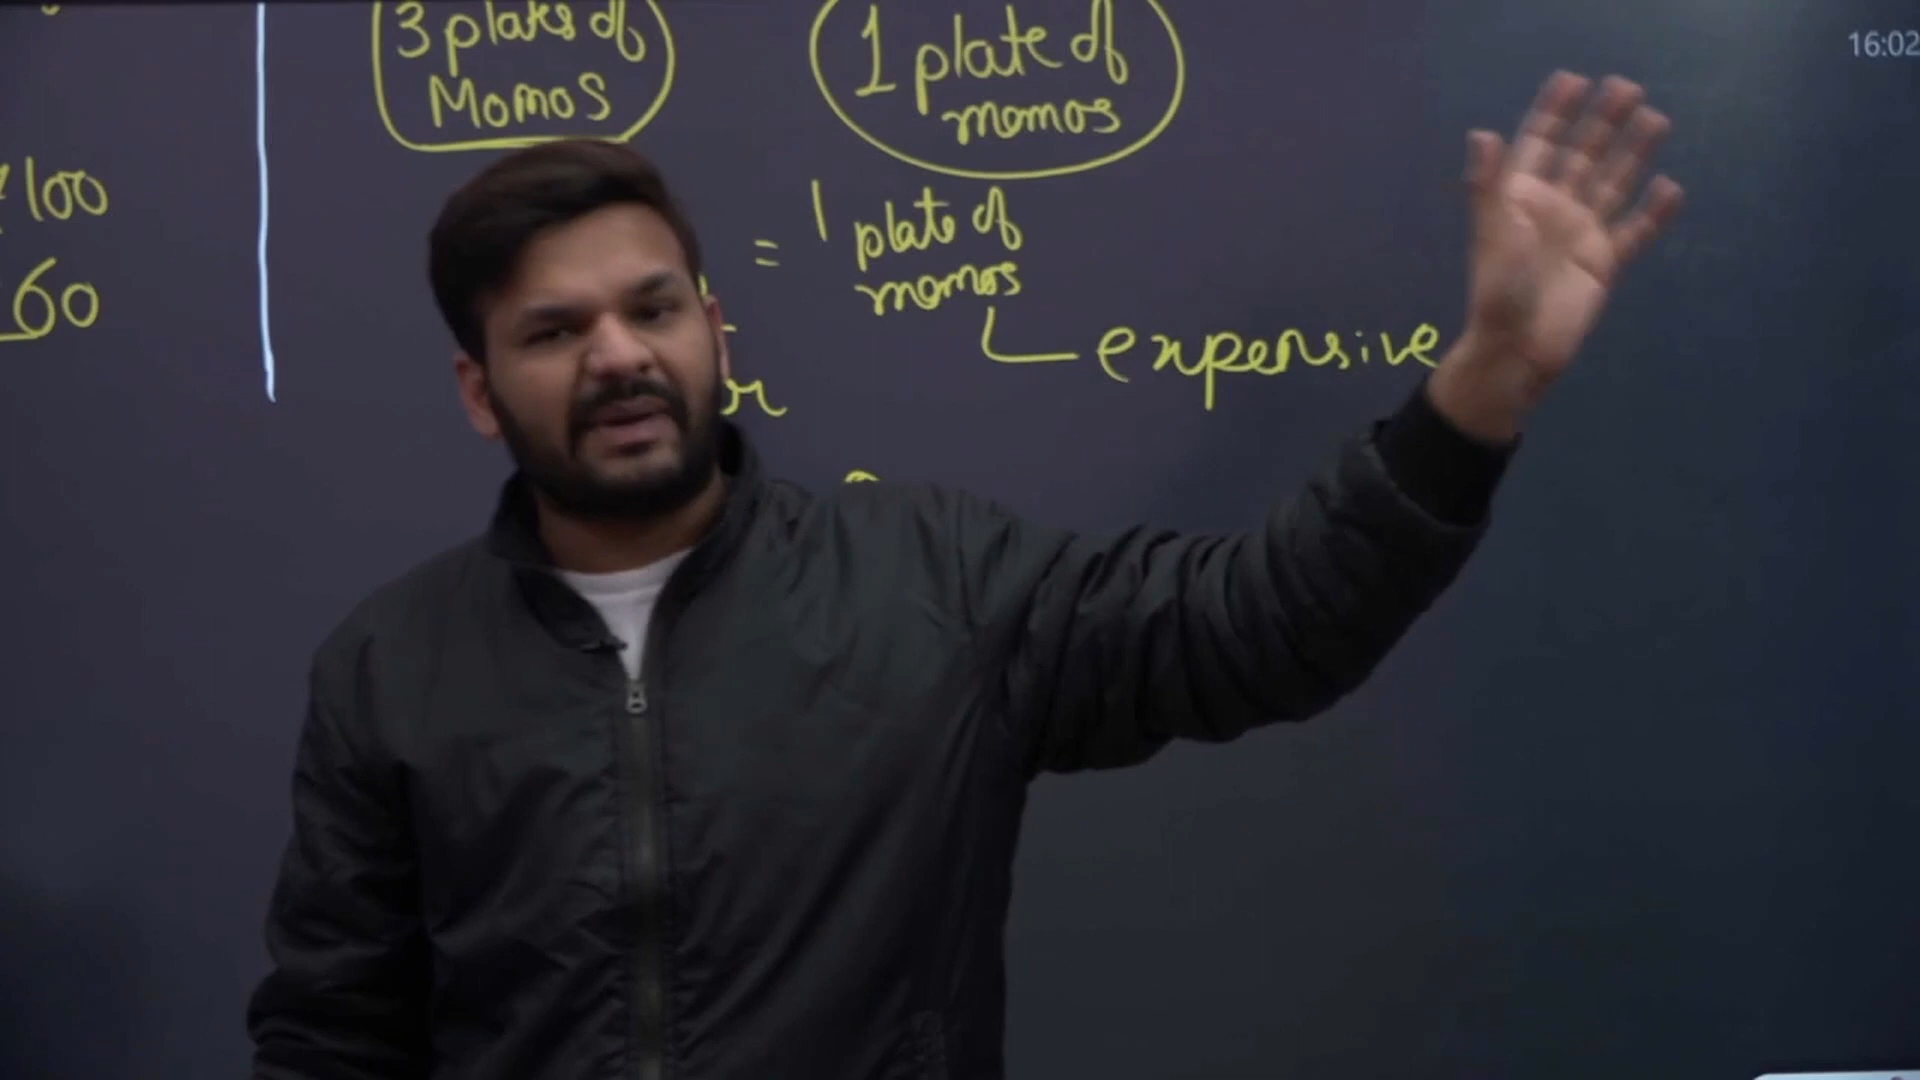 3 plates of
Momos
1 plate of
momos
16:02
₹100
60
= 1 plate of
momos
expensive